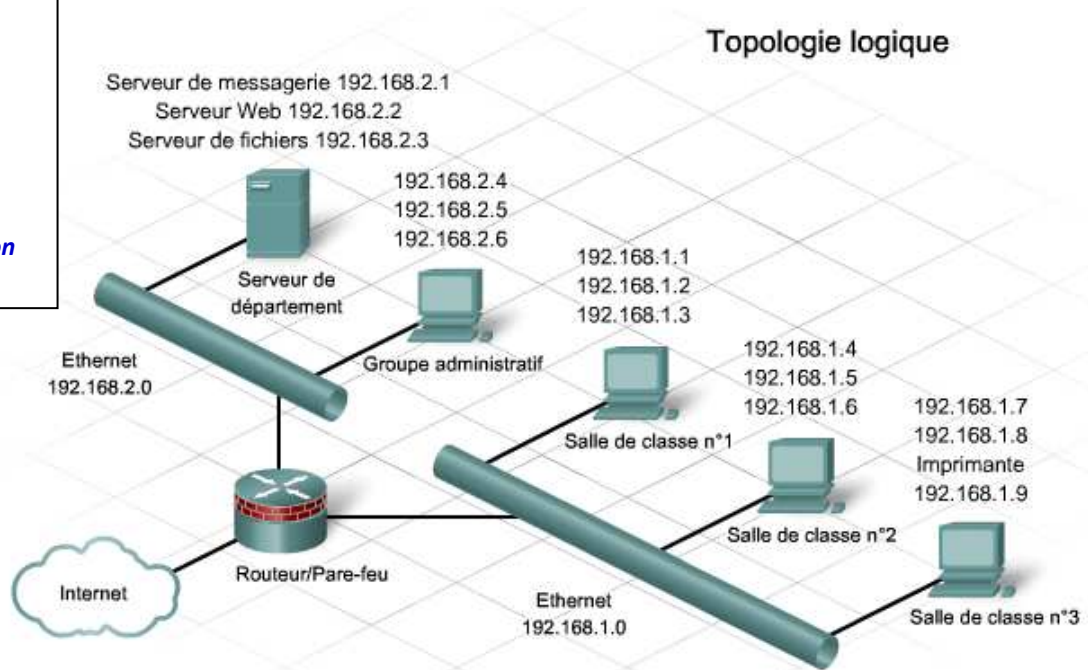 Topologie logique
Serveur de messagerie 192.168.2.1
Serveur Web 192.168.2.2
Serveur de fichiers 192.168.2.3
192.168.2.4
192.168.2.5
192.168.2.6
Serveur de
département
Groupe administratif
Ethernet
192.168.2.0
192.168.1.1
192.168.1.2
192.168.1.3
Salle de classe n°1
192.168.1.4
192.168.1.5
192.168.1.6
Salle de classe n°2
192.168.1.7
192.168.1.8
Imprimante
192.168.1.9
Salle de classe n°3
Routeur/Pare-feu
Internet
Ethernet
192.168.1.0